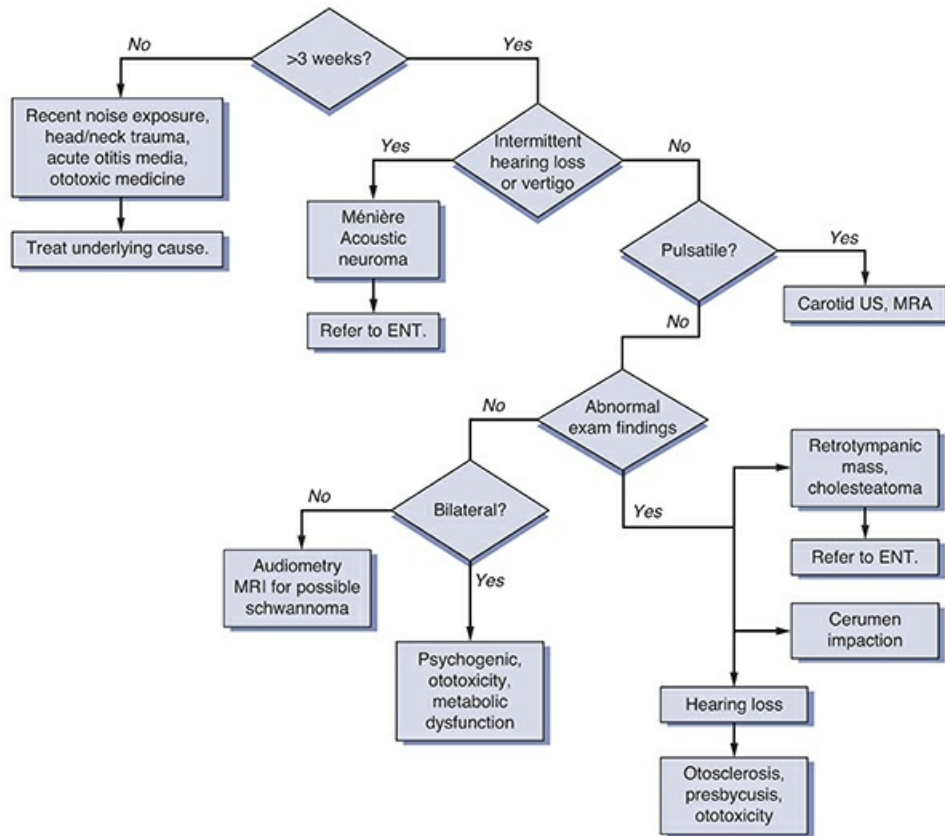 No
>3 weeks?
Yes
Recent noise exposure,
head/neck trauma,
acute otitis media,
ototoxic medicine
Treat underlying cause.
Yes
Intermittent
hearing loss
or vertigo
No
Ménière
Acoustic
neuroma
Refer to ENT.
Pulsatile?
Yes
Carotid US, MRA
No
No
Abnormal
exam findings
Yes
Retrotympanic
mass,
cholesteatoma
Refer to ENT.
Cerumen
impaction
Hearing loss
Otosclerosis,
presbycusis,
ototoxicity
No
Bilateral?
Yes
Audiometry
MRI for possible
schwannoma
Psychogenic,
ototoxicity,
metabolic
dysfunction